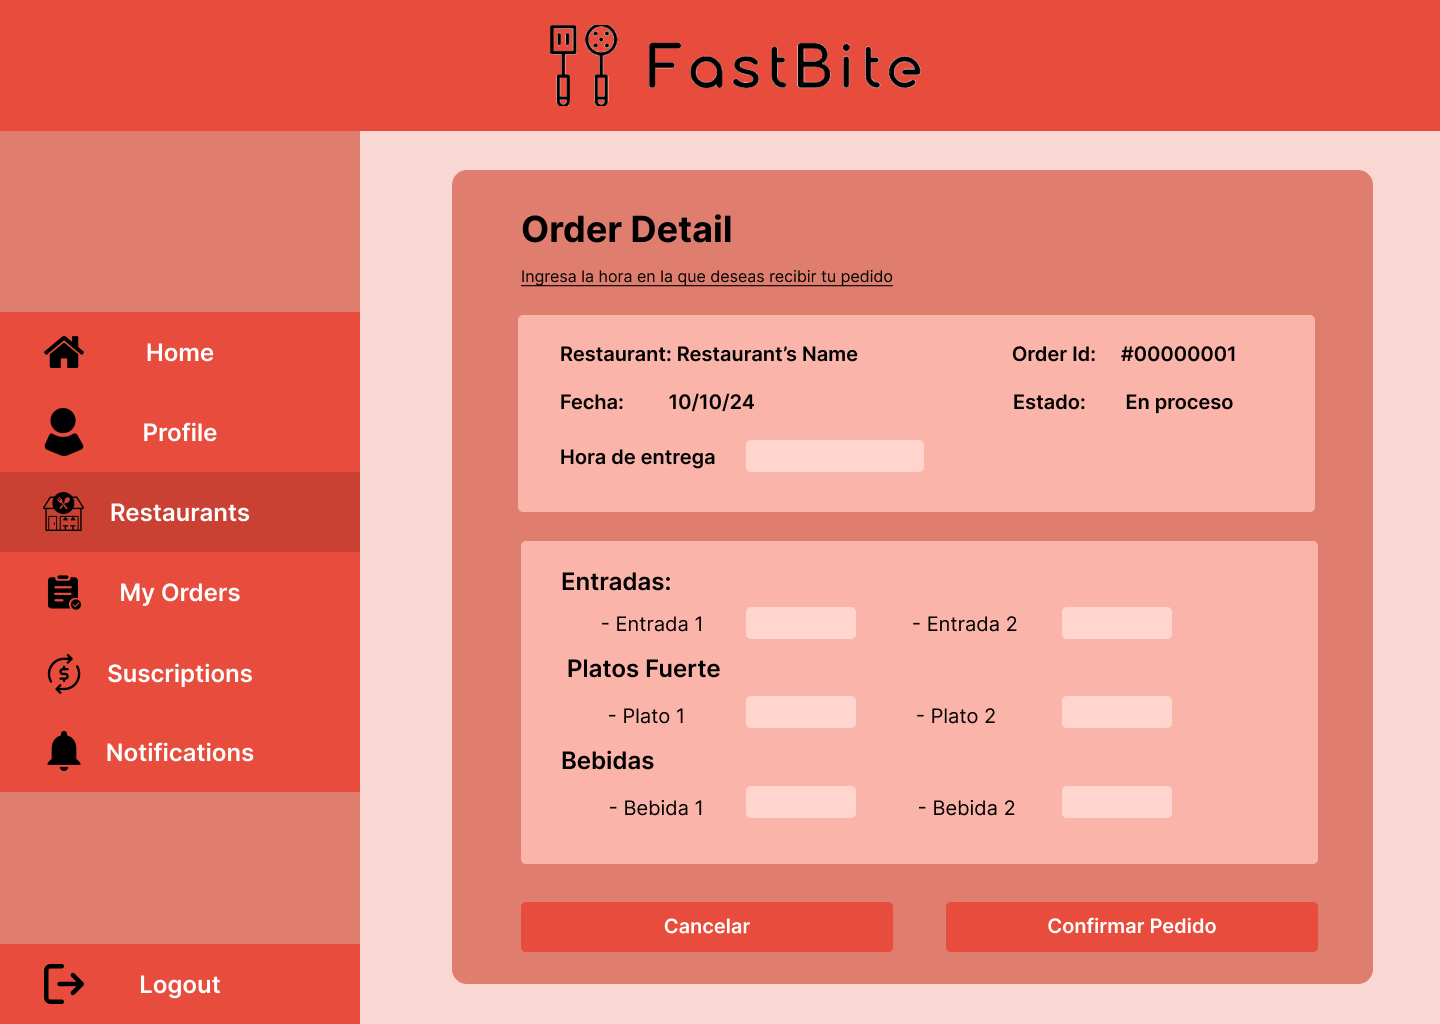 FastBite
Home
Profile
Restaurants
My Orders
$
Suscriptions
Notifications
Logout
Order Detail
Ingresa la hora en la que deseas recibir tu pedido
Restaurant: Restaurant’s Name Order Id: #00000001
Fecha: 10/10/24 Estado: En proceso
Hora de entrega
Entradas:
- Entrada 1 - Entrada 2
Platos Fuerte
- Plato 1 - Plato 2
Bebidas
- Bebida 1 - Bebida 2
Cancelar Confirmar Pedido